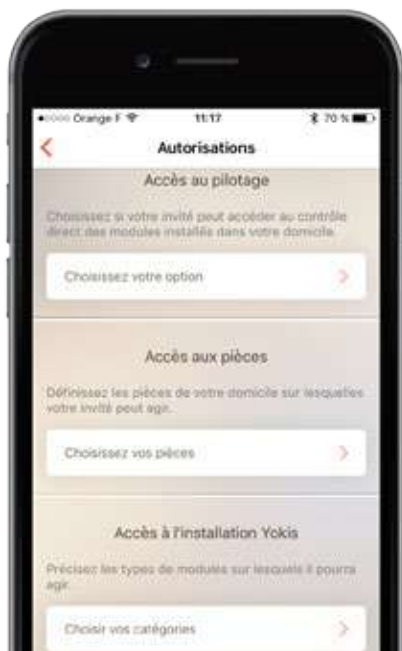 Orange F 11:17 70 %
Autorisations
Accès au pilotage
Choisissez si votre invité peut accéder au contrôle
direct des modules installés dans votre domicile.
Choisissez votre option
Accès aux pièces
Définissez les pièces de votre domicile sur lesquelles
votre invité peut agir.
Choisissez vos pièces
Accès à l'installation Yokis
Précisez les types de modules sur lesquels il pourra
agir.
Choisir vos catégories